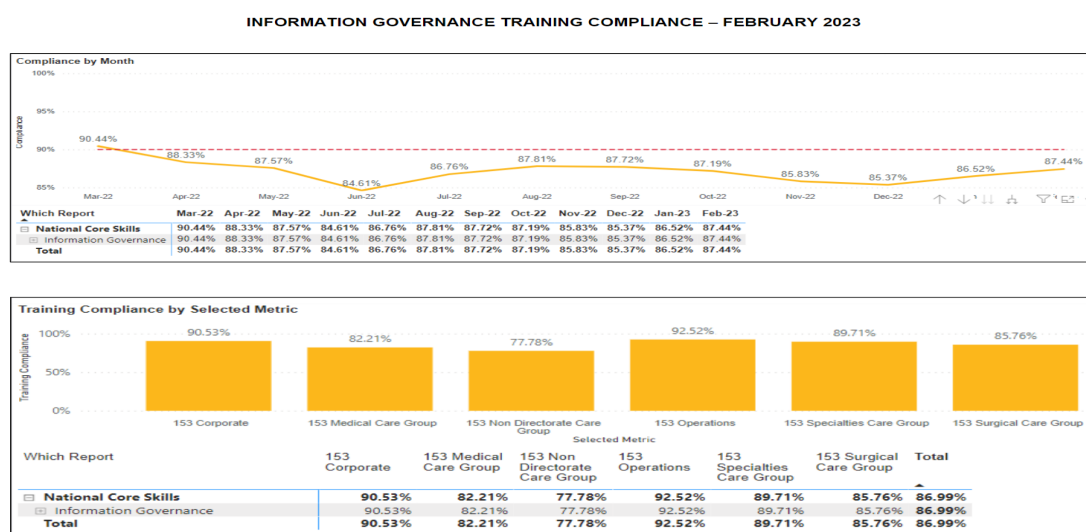 INFORMATION GOVERNANCE TRAINING COMPLIANCE – FEBRUARY 2023
Compliance by Month
100%
95%
90%
85%
Compliance
90.44%
88.33%
87.57%
84.61%
86.76%
87.81%
87.72%
87.19%
85.83%
85.37%
86.52%
87.44%
Mar-22 Apr-22 May-22 Jun-22 Jul-22 Aug-22 Sep-22 Oct-22 Nov-22 Dec-22
Which Report Mar-22 Apr-22 May-22 Jun-22 Jul-22 Aug-22 Sep-22 Oct-22 Nov-22 Dec-22 Jan-23 Feb-23
National Core Skills 90.44% 88.33% 87.57% 84.61% 86.76% 87.81% 87.72% 87.19% 85.83% 85.37% 86.52% 87.44%
Information Governance 90.44% 88.33% 87.57% 84.61% 86.76% 87.81% 87.72% 87.19% 85.83% 85.37% 86.52% 87.44%
Total 90.44% 88.33% 87.57% 84.61% 86.76% 87.81% 87.72% 87.19% 85.83% 85.37% 86.52% 87.44%
Training Compliance by Selected Metric
Training Compliance
100%
50%
0%
90.53% 82.21% 77.78% 92.52% 89.71% 85.76%
153 Corporate 153 Medical Care Group 153 Non Directorate Care 153 Operations 153 Specialties Care Group 153 Surgical Care Group
Group
Selected Metric
Which Report 153 153 Medical 153 Non 153 153 153 Surgical Total
Corporate Care Group Directorate Operations Specialties Care Group
Care Group Care Group
National Core Skills 90.53% 82.21% 77.78% 92.52% 89.71% 85.76% 86.99%
Information Governance 90.53% 82.21% 77.78% 92.52% 89.71% 85.76% 86.99%
Total 90.53% 82.21% 77.78% 92.52% 89.71% 85.76% 86.99%